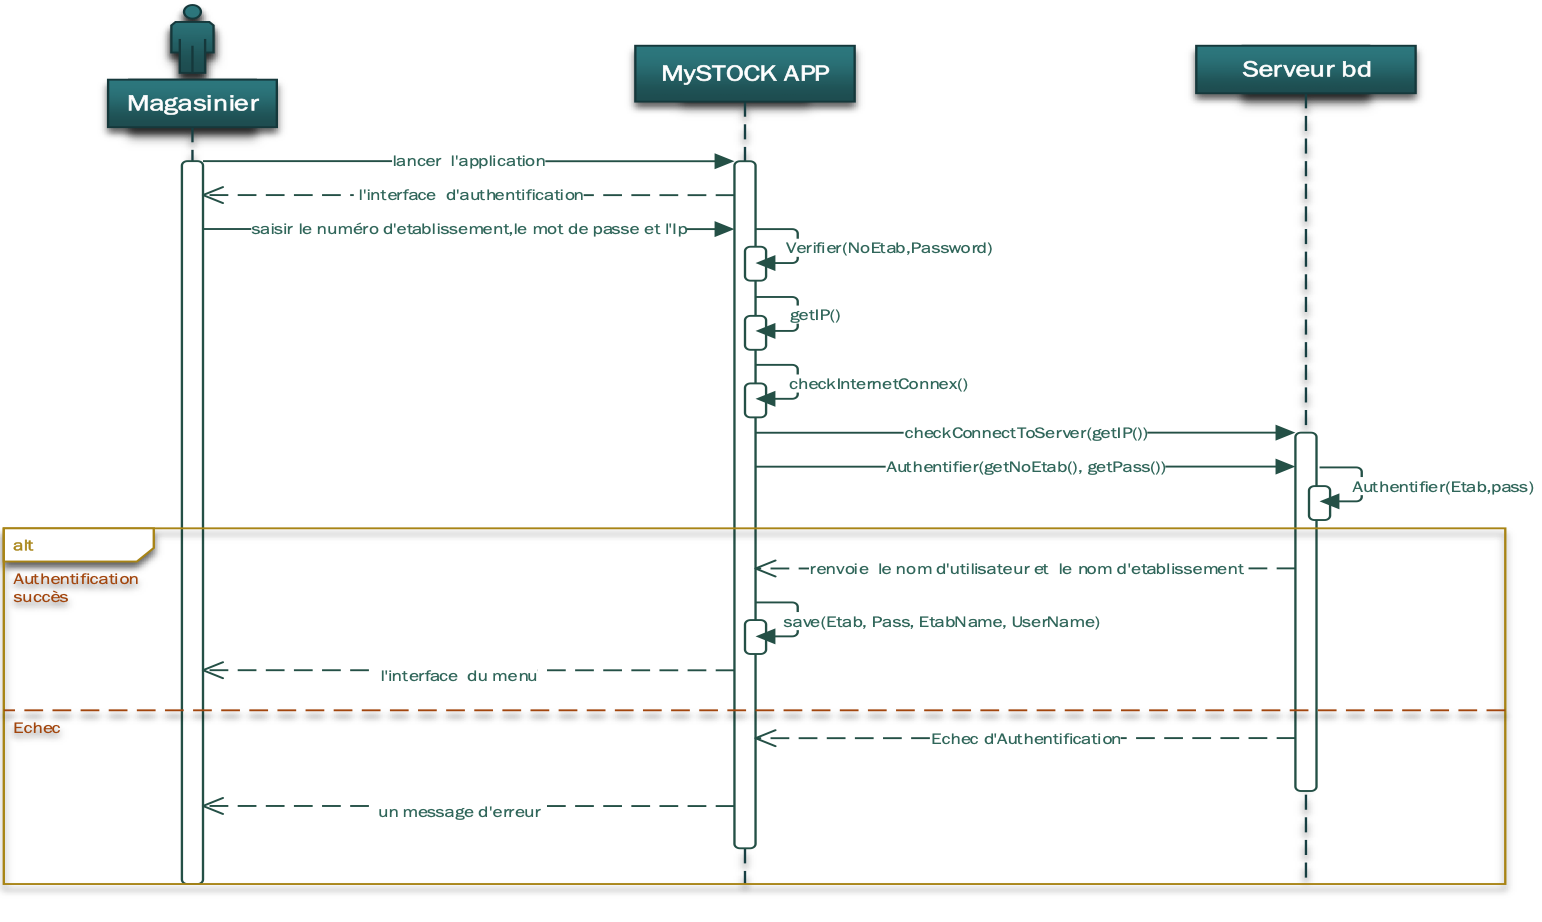 Magasinier
MySTOCK APP
Serveur bd
lancer l'application
l'interface d'authentification
saisir le numéro d'etablissement,le mot de passe et l'Ip
Verifier(NoEtab,Password)
getIP()
checkInternetConnex()
checkConnectToServer(getIP())
Authentifier(getNoEtab(), getPass())
Authentifier(Etab,pass)
alt
Authentification
succès
renvoie le nom d'utilisateur et le nom d'etablissement
save(Etab, Pass, EtabName, UserName)
l'interface du menu
Echec
Echec d'Authentification
un message d'erreur